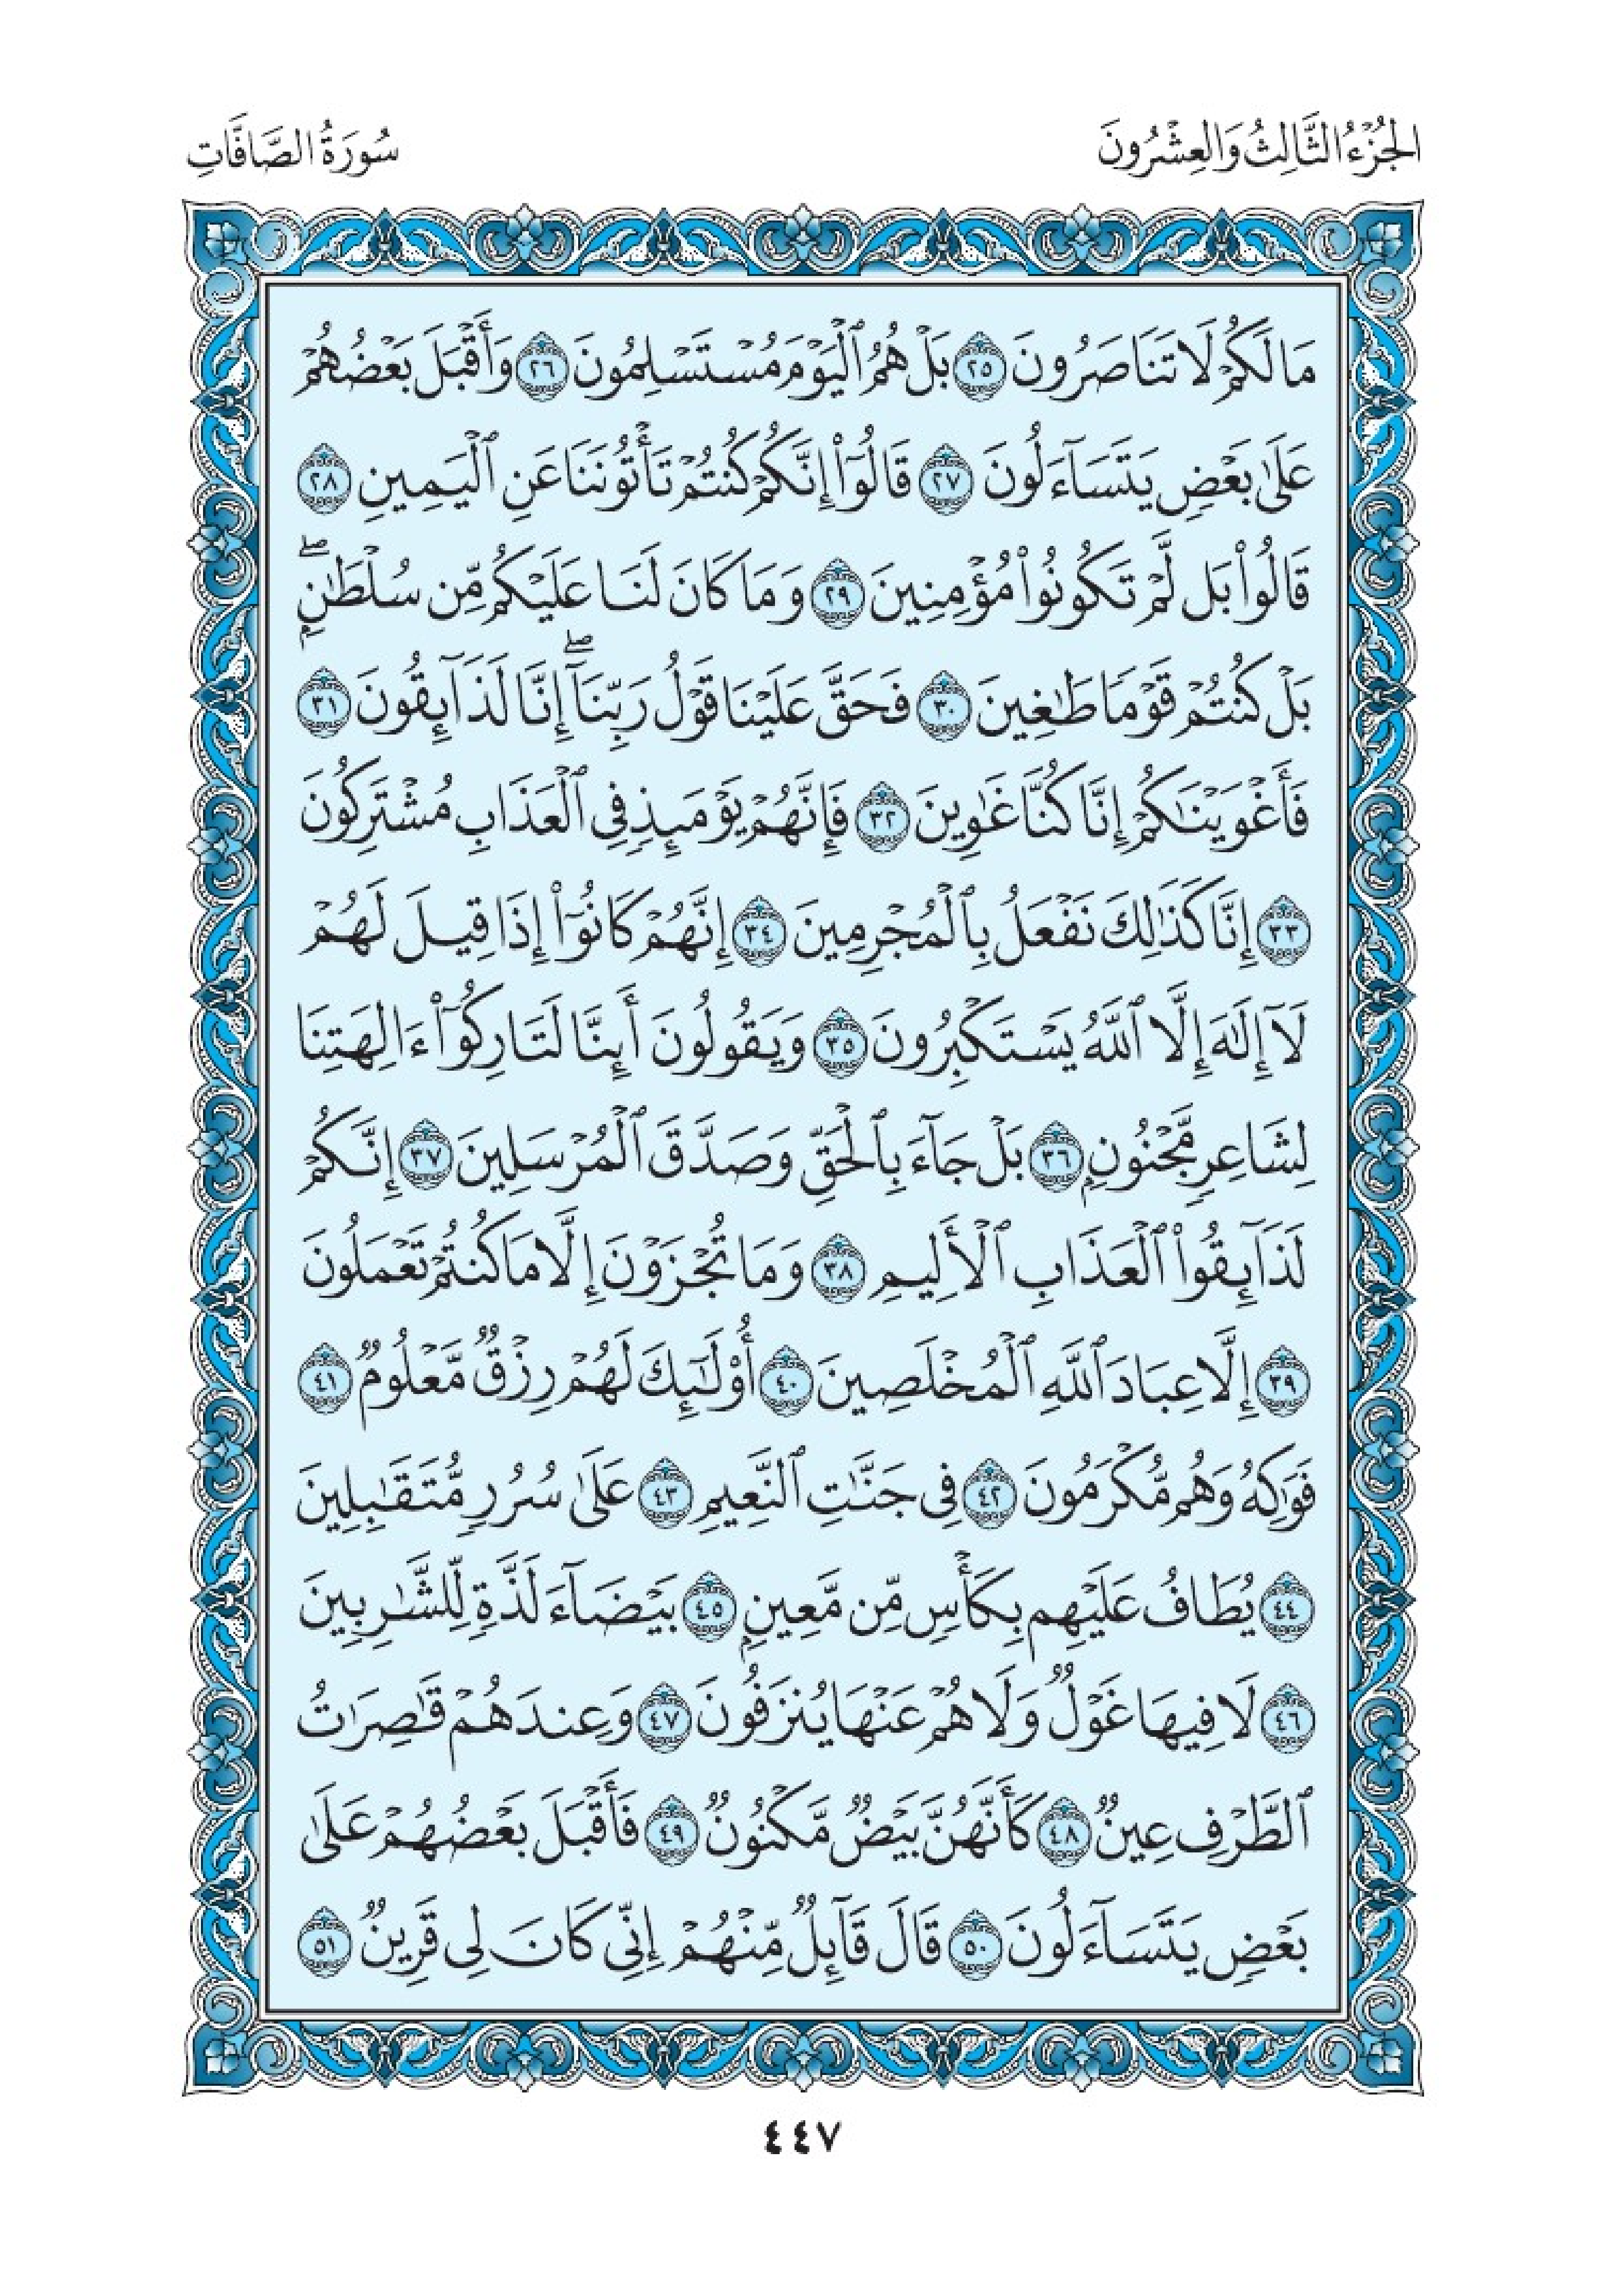 الجُزْءُ الثَّالِثُ وَالعِشْرُونَ
سُورَةُ الصَّافَّاتِ
مَا لَكُمْ لَا تَنَاصَرُونَ ٢٥ بَلْ هُمُ ٱلْيَوْمَ مُسْتَسْلِمُونَ ٢٦ وَأَقْبَلَ بَعْضُهُمْ
عَلَىٰ بَعْضٍ يَتَسَآءَلُونَ ٢٧ قَالُوٓا۟ إِنَّكُمْ كُنتُمْ تَأْتُونَنَا عَنِ ٱلْيَمِينِ ٢٨
قَالُوا۟ بَل لَّمْ تَكُونُوا۟ مُؤْمِنِينَ ٢٩ وَمَا كَانَ لَنَا عَلَيْكُم مِّن سُلْطَٰنٍۭ ۖ
بَلْ كُنتُمْ قَوْمًا طَٰغِينَ ٣٠ فَحَقَّ عَلَيْنَا قَوْلُ رَبِّنَآ ۖ إِنَّا لَذَآئِقُونَ ٣١
فَأَغْوَيْنَٰكُمْ إِنَّا كُنَّا غَٰوِينَ ٣٢ فَإِنَّهُمْ يَوْمَئِذٍ فِى ٱلْعَذَابِ مُشْتَرِكُونَ
٣٣ إِنَّا كَذَٰلِكَ نَفْعَلُ بِٱلْمُجْرِمِينَ ٣٤ إِنَّهُمْ كَانُوٓا۟ إِذَا قِيلَ لَهُمْ
لَآ إِلَٰهَ إِلَّا ٱللَّهُ يَسْتَكْبِرُونَ ٣٥ وَيَقُولُونَ أَئِنَّا لَتَارِكُوٓا۟ ءَالِهَتِنَا
لِشَاعِرٍ مَّجْنُونٍۭ ٣٦ بَلْ جَآءَ بِٱلْحَقِّ وَصَدَّقَ ٱلْمُرْسَلِينَ ٣٧ إِنَّكُمْ
لَذَآئِقُوا۟ ٱلْعَذَابِ ٱلْأَلِيمِ ٣٨ وَمَا تُجْزَوْنَ إِلَّا مَا كُنتُمْ تَعْمَلُونَ
٣٩ إِلَّا عِبَادَ ٱللَّهِ ٱلْمُخْلَصِينَ ٤٠ أُو۟لَٰٓئِكَ لَهُمْ رِزْقٌ مَّعْلُومٌ ٤١
فَوَٰكِهُ وَهُم مُّكْرَمُونَ ٤٢ فِى جَنَّٰتِ ٱلنَّعِيمِ ٤٣ عَلَىٰ سُرُرٍ مُّتَقَٰبِلِينَ
٤٤ يُطَافُ عَلَيْهِم بِكَأْسٍ مِّن مَّعِينٍۭ ٤٥ بَيْضَآءَ لَذَّةٍ لِّلشَّٰرِبِينَ
٤٦ لَا فِيهَا غَوْلٌ وَلَا هُمْ عَنْهَا يُنزَفُونَ ٤٧ وَعِندَهُمْ قَٰصِرَٰتُ
ٱلطَّرْفِ عِينٌ ٤٨ كَأَنَّهُنَّ بَيْضٌ مَّكْنُونٌ ٤٩ فَأَقْبَلَ بَعْضُهُمْ عَلَىٰ
بَعْضٍ يَتَسَآءَلُونَ ٥٠ قَالَ قَآئِلٌ مِّنْهُمْ إِنِّى كَانَ لِى قَرِينٌ ٥١
٤٤٧